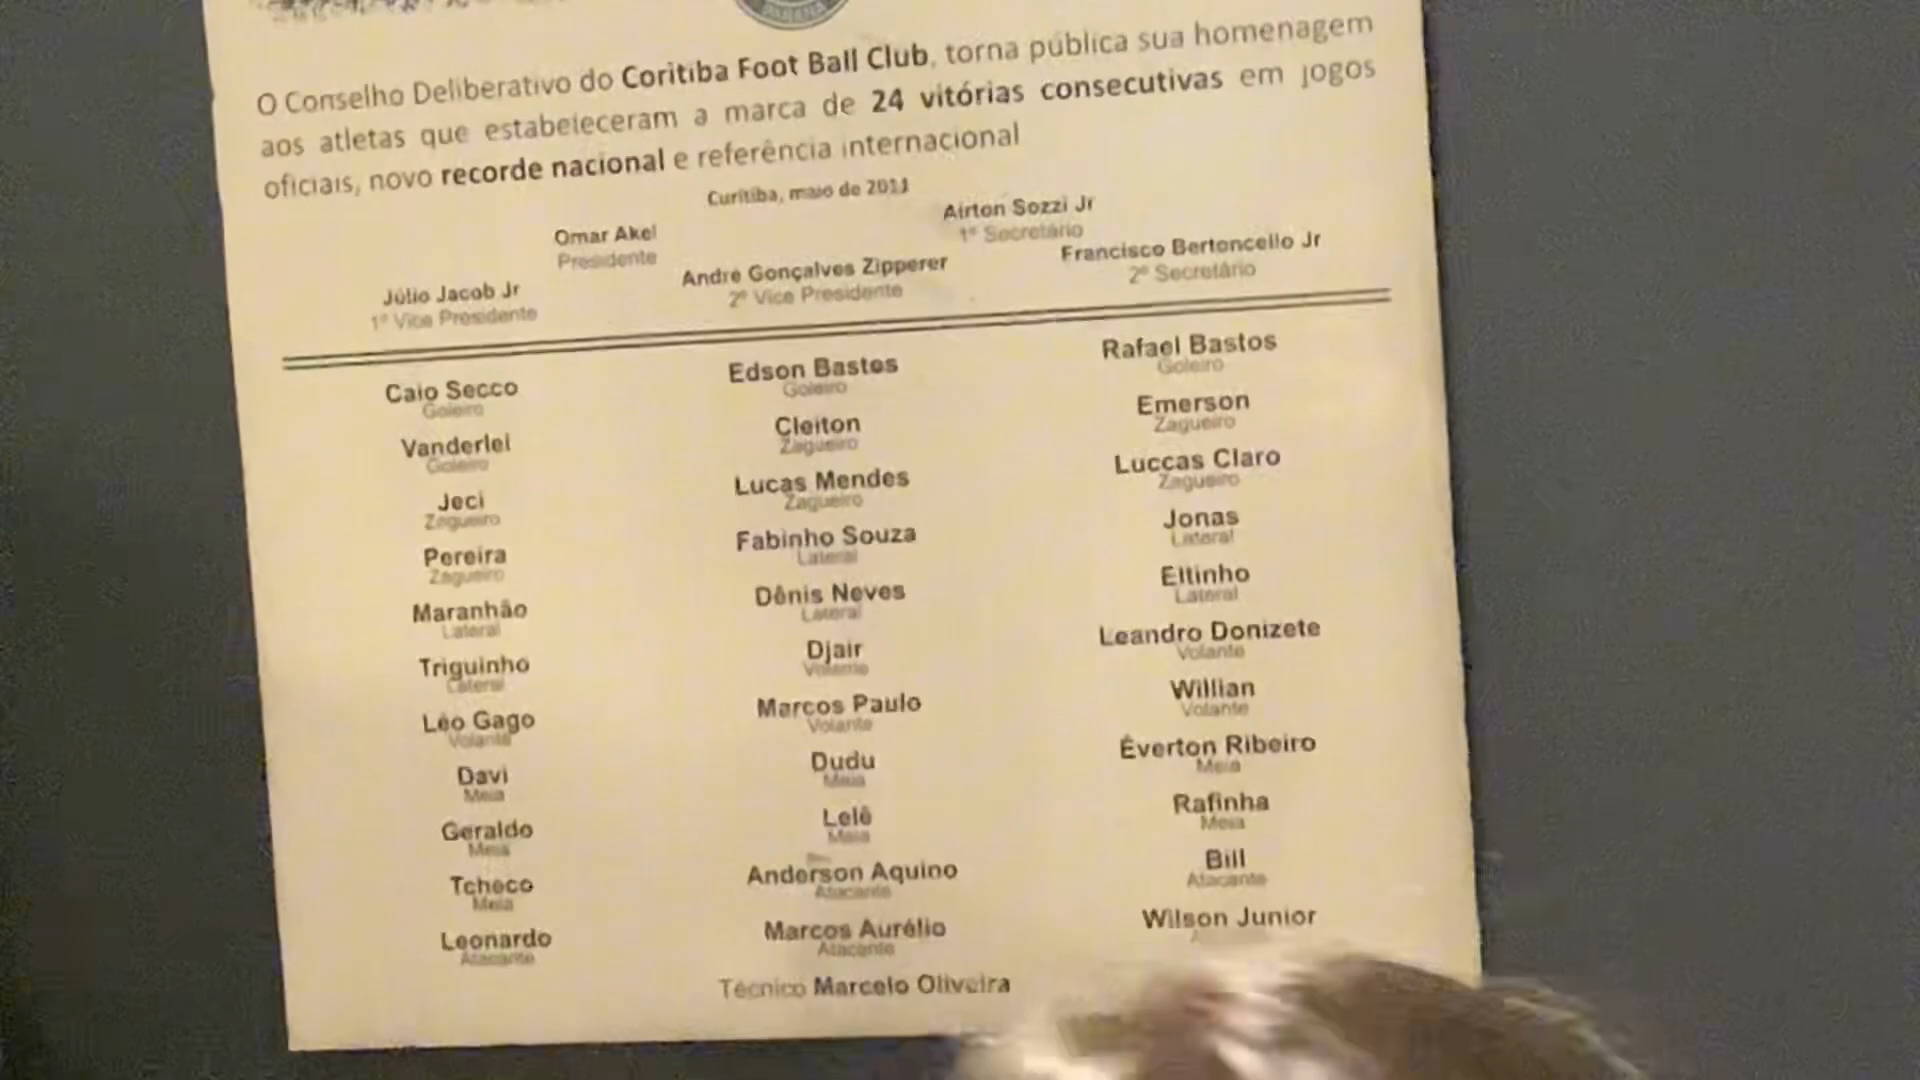 PARANÁ
O Conselho Deliberativo do Coritiba Foot Ball Club, torna pública sua homenagem
aos atletas que estabeleceram a marca de 24 vitórias consecutivas em jogos
oficiais, novo recorde nacional e referência internacional
Curitiba, maio de 2011
Omar Akel
Presidente
Airton Sozzi Jr
1º Secretário
Júlio Jacob Jr
1º Vice Presidente
André Gonçalves Zipperer
2º Vice Presidente
Francisco Bertoncello Jr
2º Secretário
Caio Secco
Goleiro
Edson Bastos
Goleiro
Rafael Bastos
Goleiro
Vanderlei
Goleiro
Cleiton
Zagueiro
Emerson
Zagueiro
Jeci
Zagueiro
Lucas Mendes
Zagueiro
Luccas Claro
Zagueiro
Pereira
Zagueiro
Fabinho Souza
Lateral
Jonas
Lateral
Maranhão
Lateral
Dênis Neves
Lateral
Eltinho
Lateral
Triguinho
Lateral
Djair
Volante
Leandro Donizete
Volante
Léo Gago
Volante
Marcos Paulo
Volante
Willian
Volante
Davi
Meia
Dudu
Meia
Éverton Ribeiro
Meia
Geraldo
Meia
Lelê
Meia
Rafinha
Meia
Tcheco
Meia
Anderson Aquino
Atacante
Bill
Atacante
Leonardo
Atacante
Marcos Aurélio
Atacante
Wilson Junior
Técnico Marcelo Oliveira